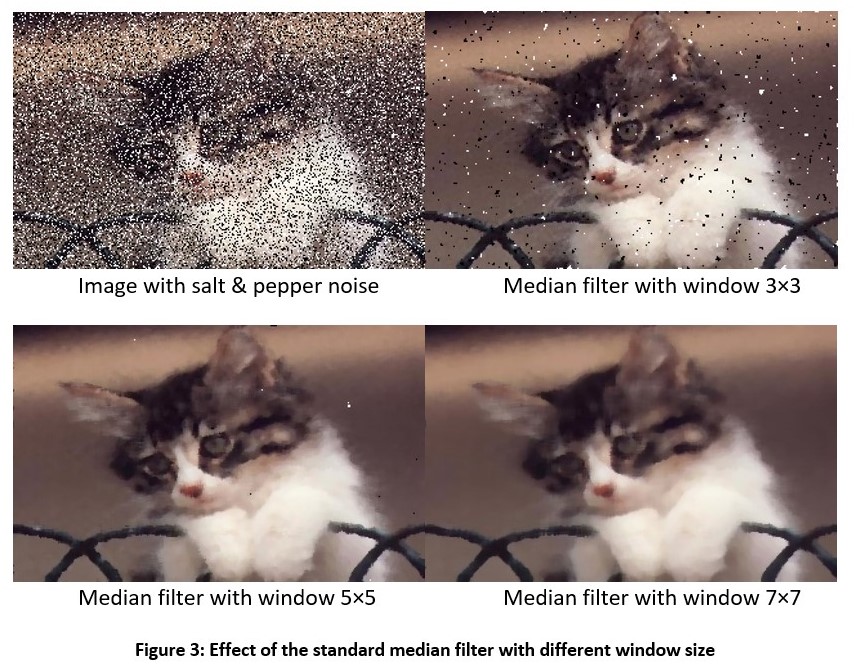 Image with salt & pepper noise
Median filter with window 3×3
Median filter with window 5×5
Median filter with window 7×7
Figure 3: Effect of the standard median filter with different window size